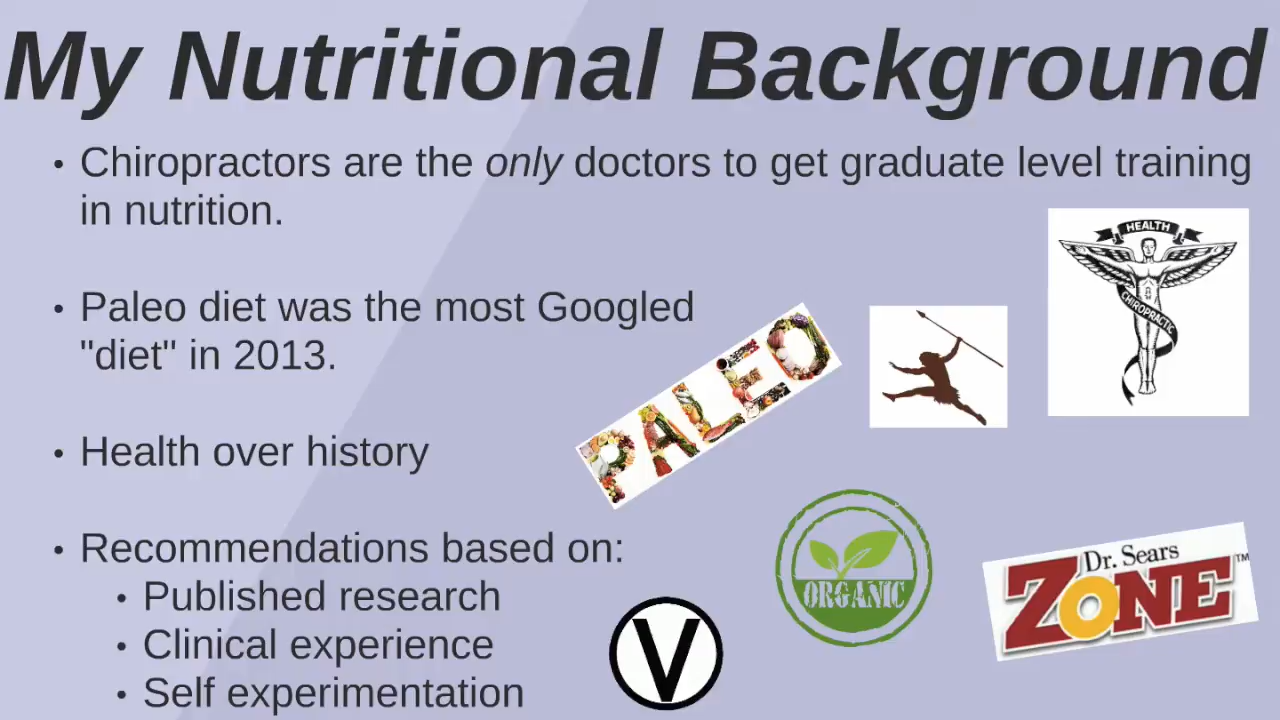 My Nutritional Background
• Chiropractors are the only doctors to get graduate level training
in nutrition.
HEALTH
CHIROPRACTIC
• Paleo diet was the most Googled
"diet" in 2013.
PALEO
• Health over history
• Recommendations based on:
• Published research
• Clinical experience
• Self experimentation
ORGANIC
V
Dr. Sears
ZONE™